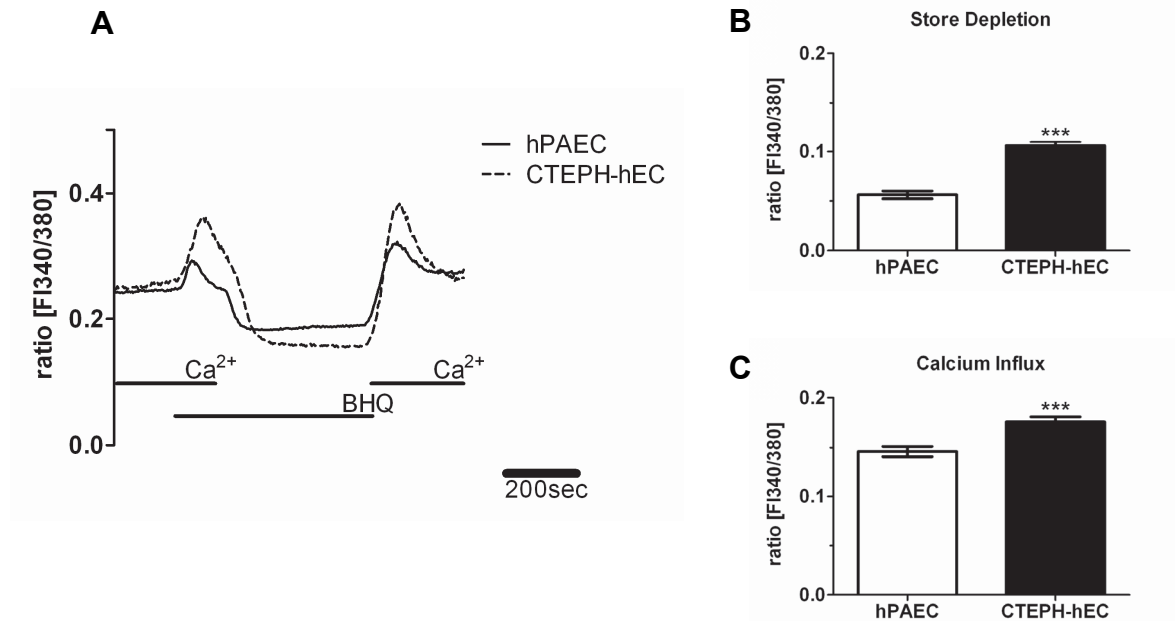 A
ratio [FI340/380]
0.4
0.2
0.0
hPAEC
CTEPH-hEC
Ca2+
Ca2+
BHQ
200sec
B
Store Depletion
ratio [FI340/380]
0.2
0.1
0.0
***
hPAEC
CTEPH-hEC
C
Calcium Influx
ratio [FI340/380]
0.2
0.1
0.0
***
hPAEC
CTEPH-hEC